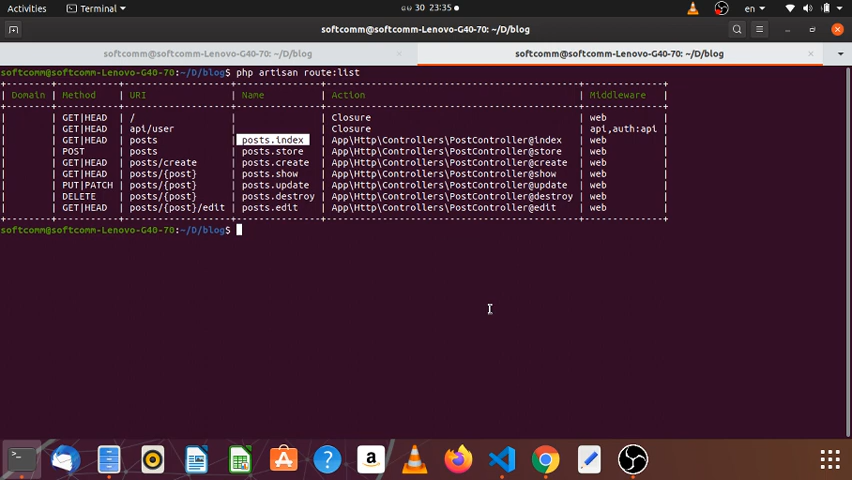 Activities Terminal 30 23:35 en
softcomm@softcomm-Lenovo-G40-70: ~/D/blog
softcomm@softcomm-Lenovo-G40-70: ~/D/blog softcomm@softcomm-Lenovo-G40-70: ~/D/blog
softcomm@softcomm-Lenovo-G40-70:~/D/blog$ php artisan route:list
| Domain | Method | URI | Name | Action | Middleware |
| | GET|HEAD | / | | Closure | web |
| | GET|HEAD | api/user | | Closure | api,auth:api |
| | GET|HEAD | posts | posts.index | App\Http\Controllers\PostController@index | web |
| | POST | posts | posts.store | App\Http\Controllers\PostController@store | web |
| | GET|HEAD | posts/create | posts.create | App\Http\Controllers\PostController@create | web |
| | GET|HEAD | posts/{post} | posts.show | App\Http\Controllers\PostController@show | web |
| | PUT|PATCH | posts/{post} | posts.update | App\Http\Controllers\PostController@update | web |
| | DELETE | posts/{post} | posts.destroy | App\Http\Controllers\PostController@destroy | web |
| | GET|HEAD | posts/{post}/edit | posts.edit | App\Http\Controllers\PostController@edit | web |
softcomm@softcomm-Lenovo-G40-70:~/D/blog$